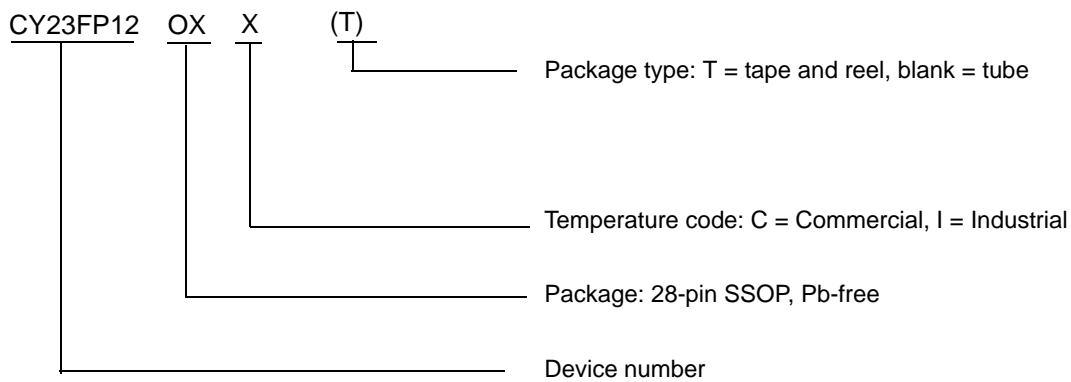 CY23FP12 OX X (T)
Package type: T = tape and reel, blank = tube
Temperature code: C = Commercial, I = Industrial
Package: 28-pin SSOP, Pb-free
Device number